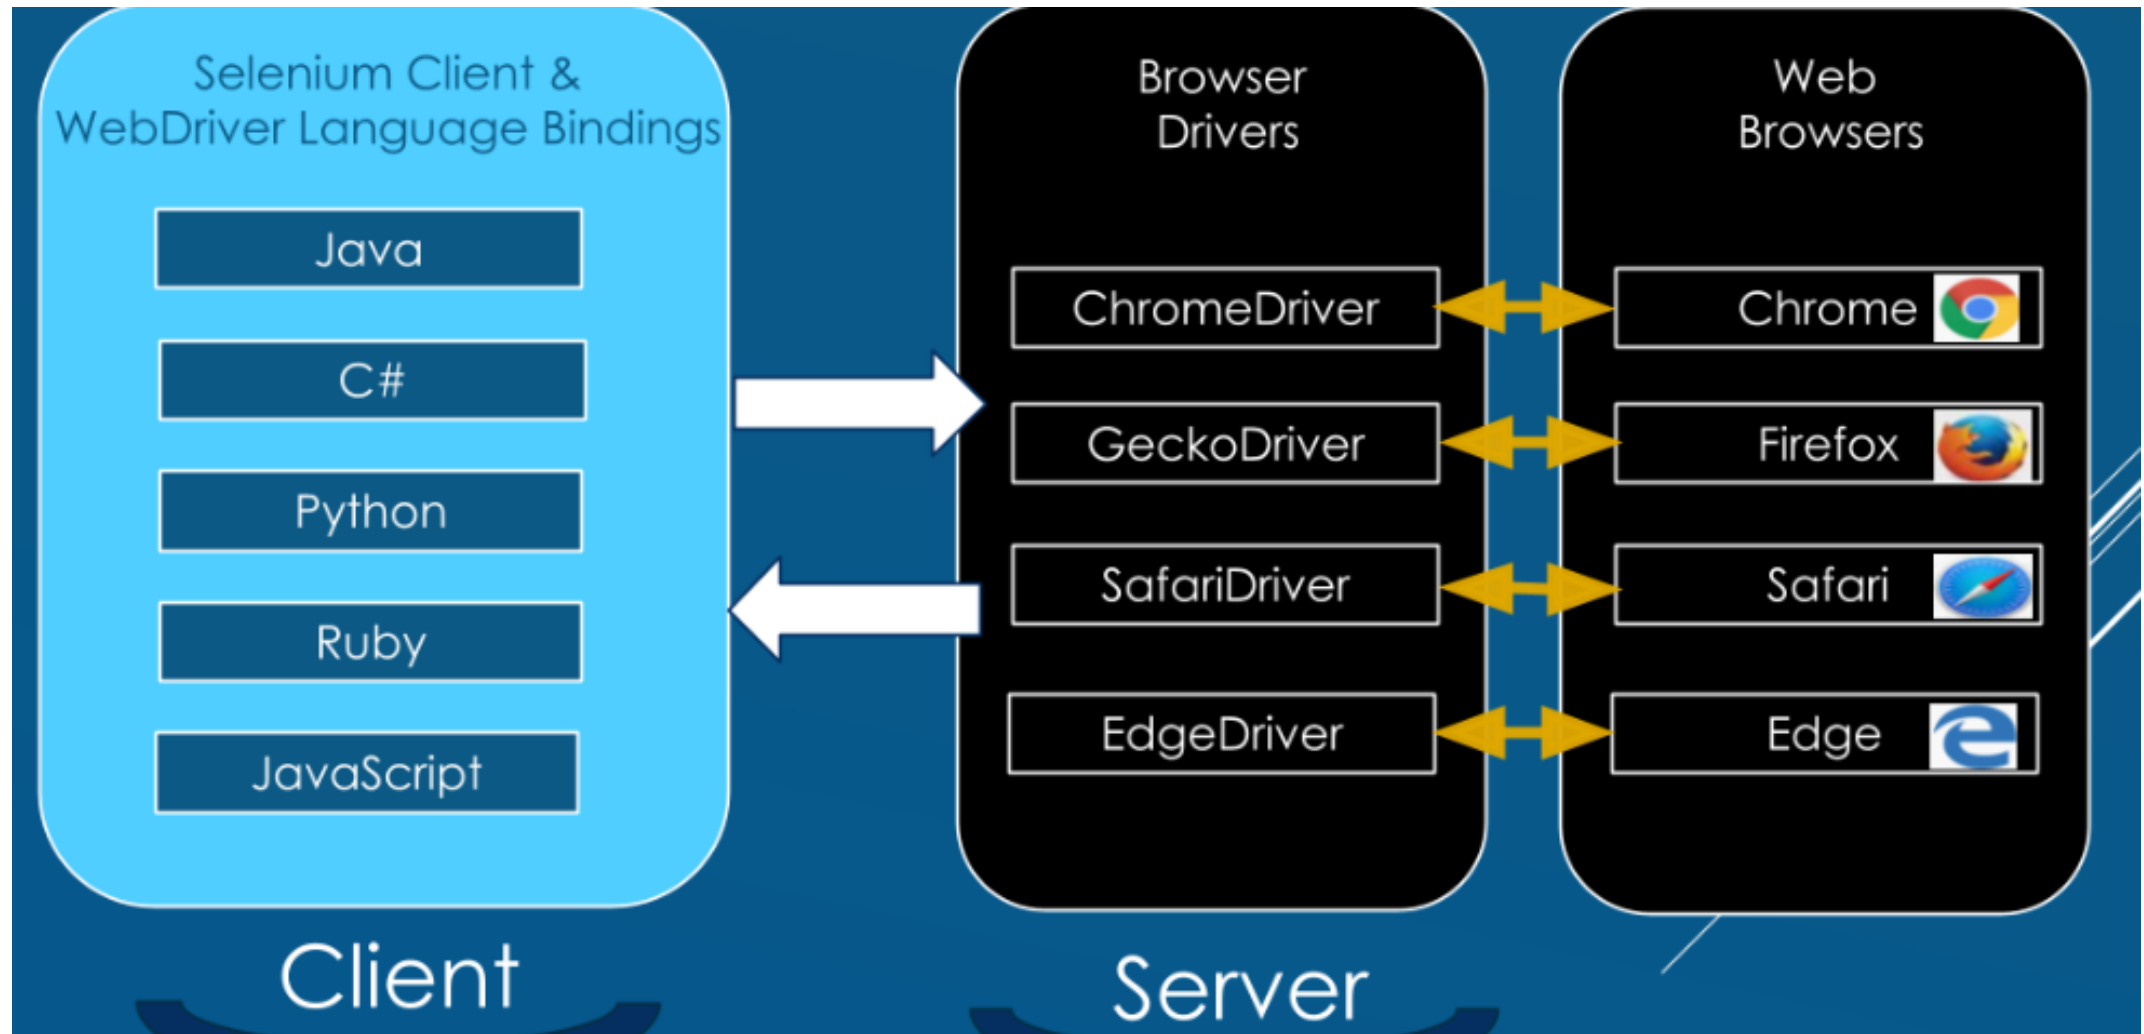 Selenium Client &
WebDriver Language Bindings
Java
C#
Python
Ruby
JavaScript
Client
Browser
Drivers
ChromeDriver
GeckoDriver
SafariDriver
EdgeDriver
Server
Web
Browsers
Chrome
Firefox
Safari
Edge